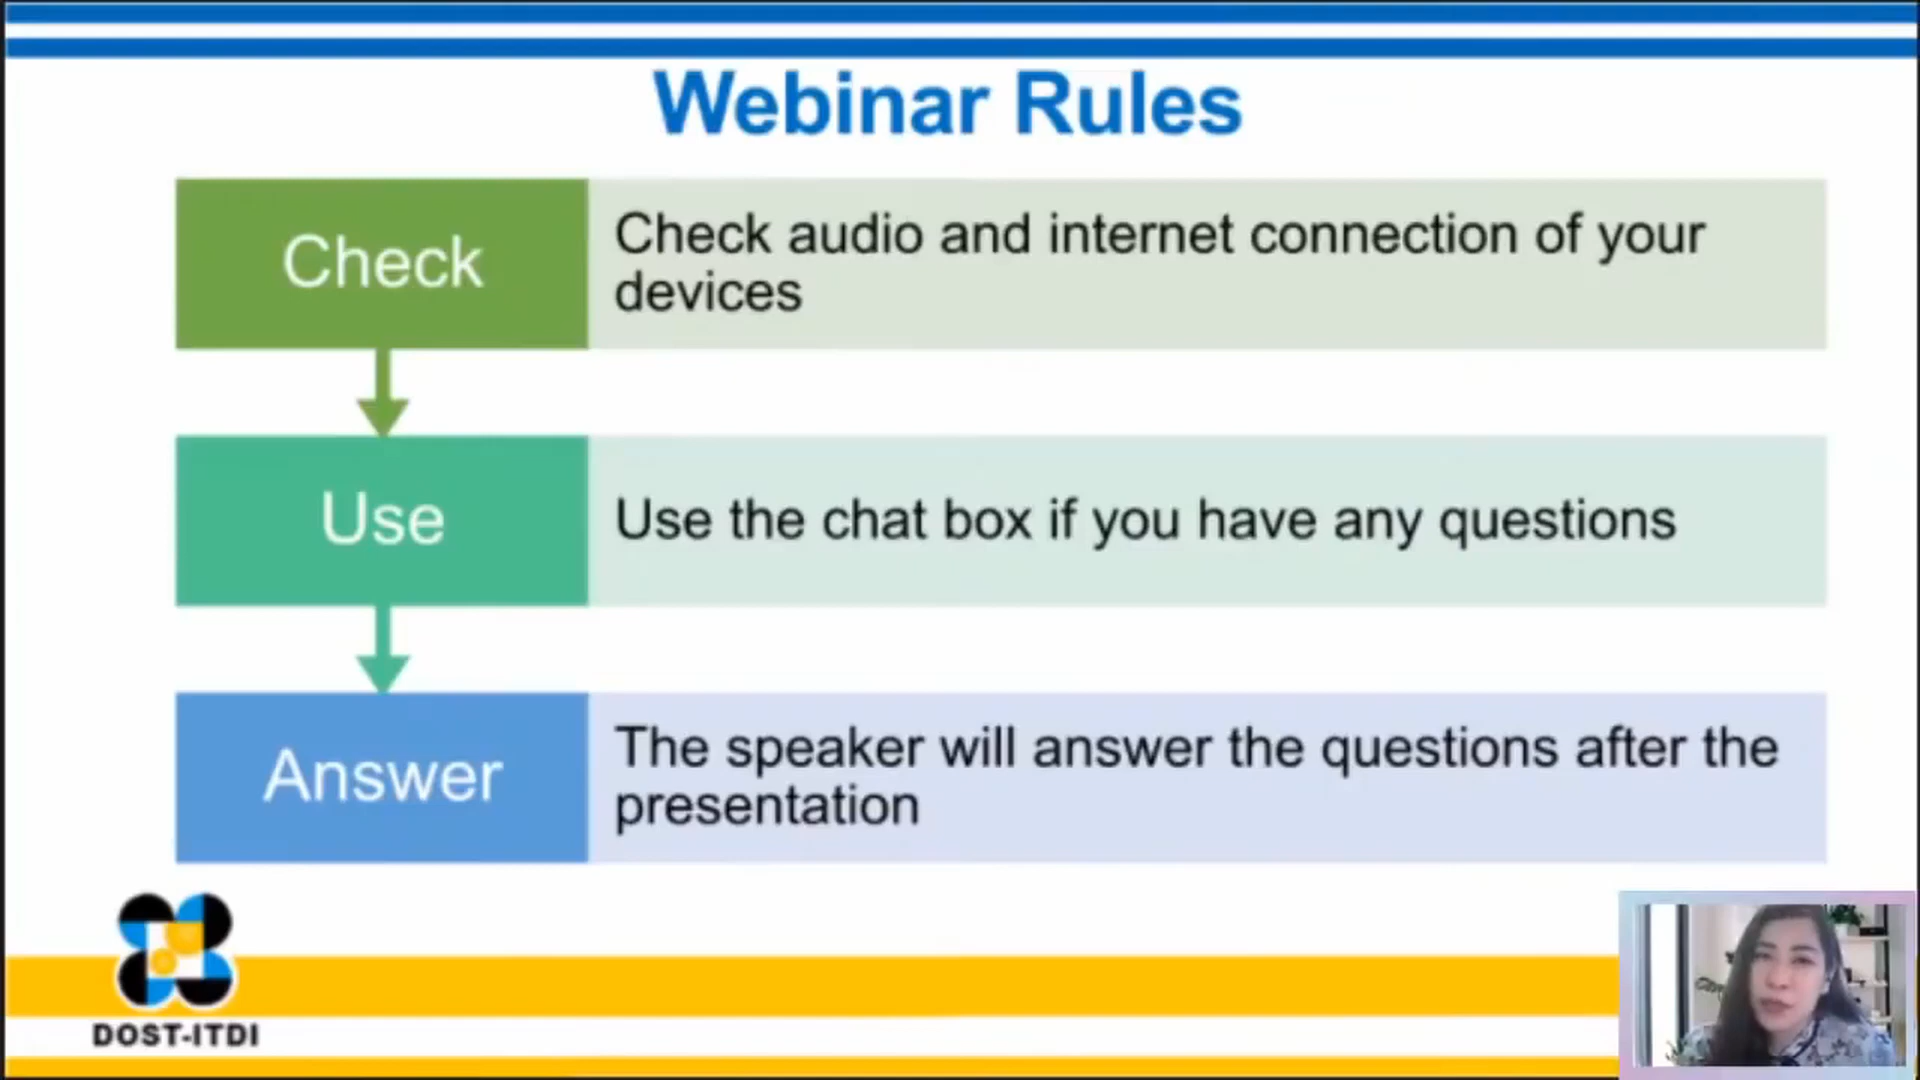 Webinar Rules
Check
Check audio and internet connection of your
devices
Use
Use the chat box if you have any questions
Answer
The speaker will answer the questions after the
presentation
DOST-ITDI